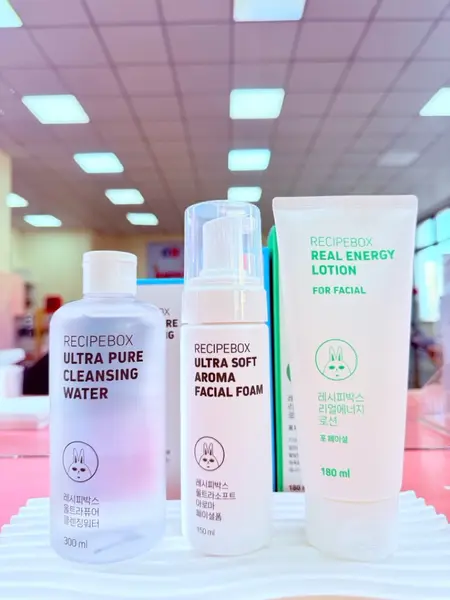 RECIPEBOX
ULTRA PURE
CLEANSING
WATER
레시피박스
울트라퓨어
클렌징워터
300 ml
RECIPEBOX
ULTRA SOFT
AROMA
FACIAL FOAM
레시피박스
울트라소프트
아로마
페이셜폼
150 ml
RECIPEBOX
REAL ENERGY
LOTION
FOR FACIAL
레시피박스
리얼에너지
로션
포 페이셜
180 ml